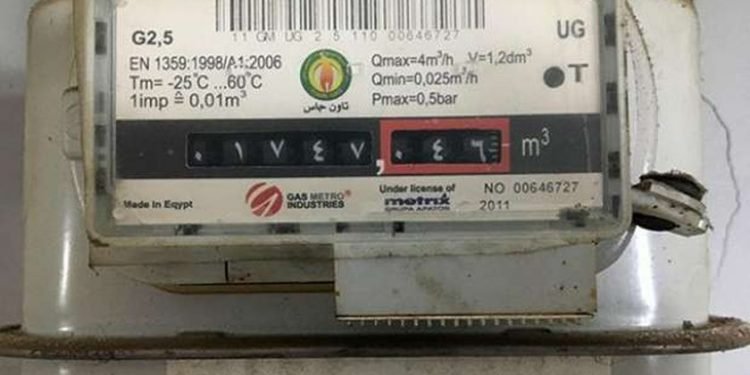 11 GM UG 2 5 110 00646727
G2,5
UG
EN 1359:1998/A1:2006
Tm= -25°C ...60°C
1imp ≙ 0,01m³
تاون جاس
Qmax=4m³/h V=1,2dm³
Qmin=0,025m³/h
Pmax=0,5bar
T
٠١٧٤٧,٠٤٦ m³
Made in Egypt
GAS METRO®
INDUSTRIES
Under license of
metrix
GRUPA APATOR
NO 00646727
2011